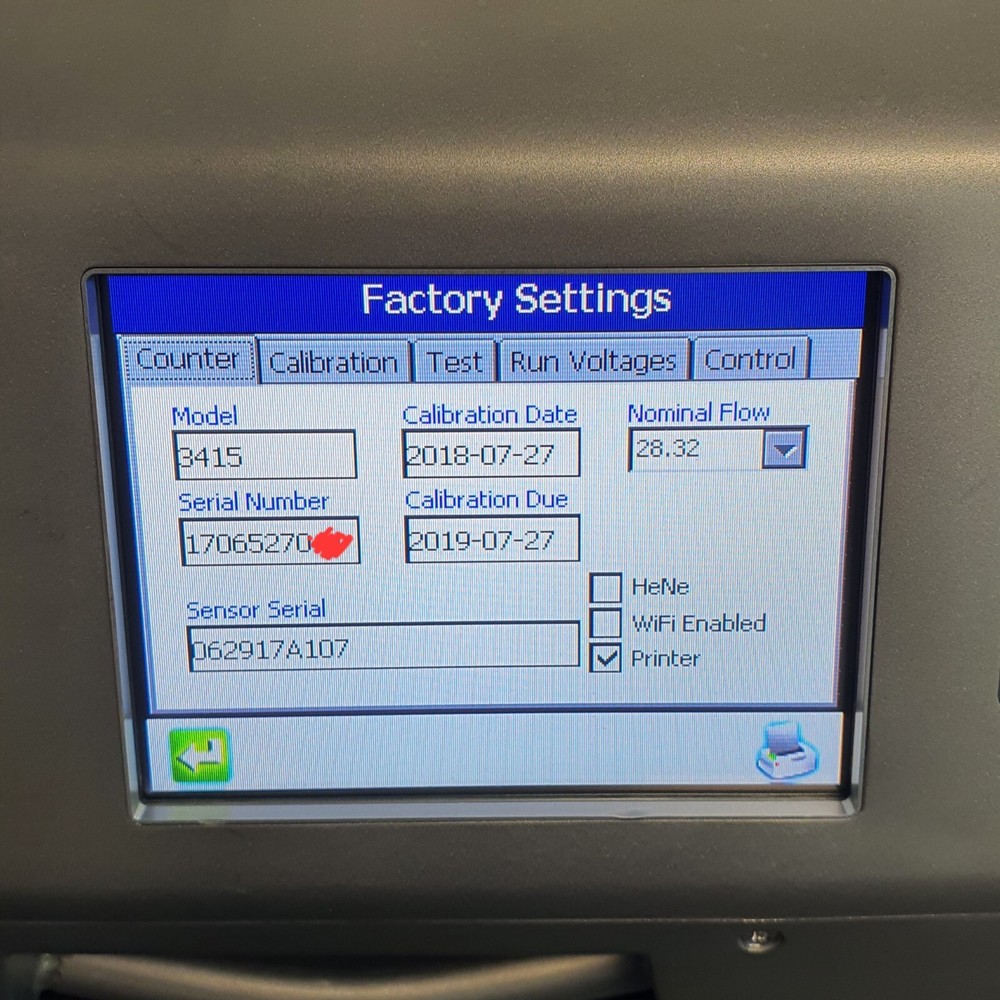 Factory Settings
Counter Calibration Test Run Voltages Control
Model Calibration Date Nominal Flow
3415 2018-07-27 28.32
Serial Number Calibration Due
17065270 2019-07-27
HeNe
Sensor Serial
WiFi Enabled
062917A107
Printer